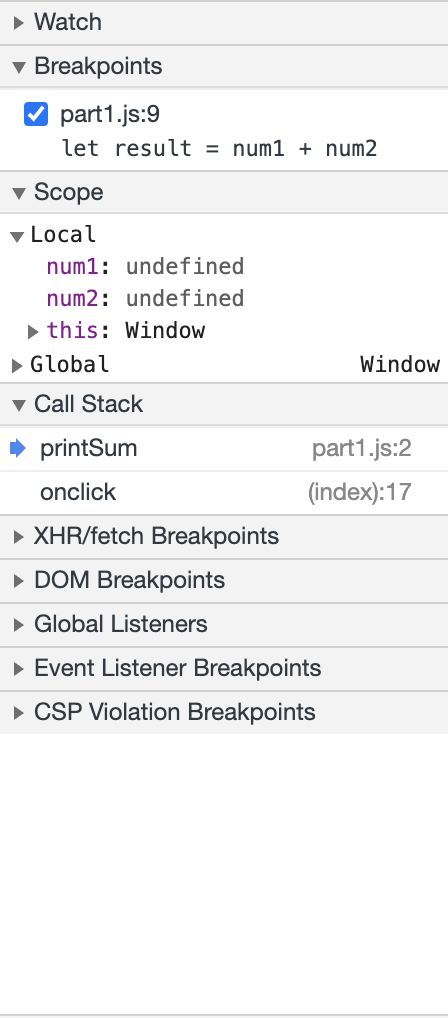 Watch
Breakpoints
part1.js:9
let result = num1 + num2
Scope
Local
num1: undefined
num2: undefined
this: Window
Global Window
Call Stack
printSum part1.js:2
onclick (index):17
XHR/fetch Breakpoints
DOM Breakpoints
Global Listeners
Event Listener Breakpoints
CSP Violation Breakpoints